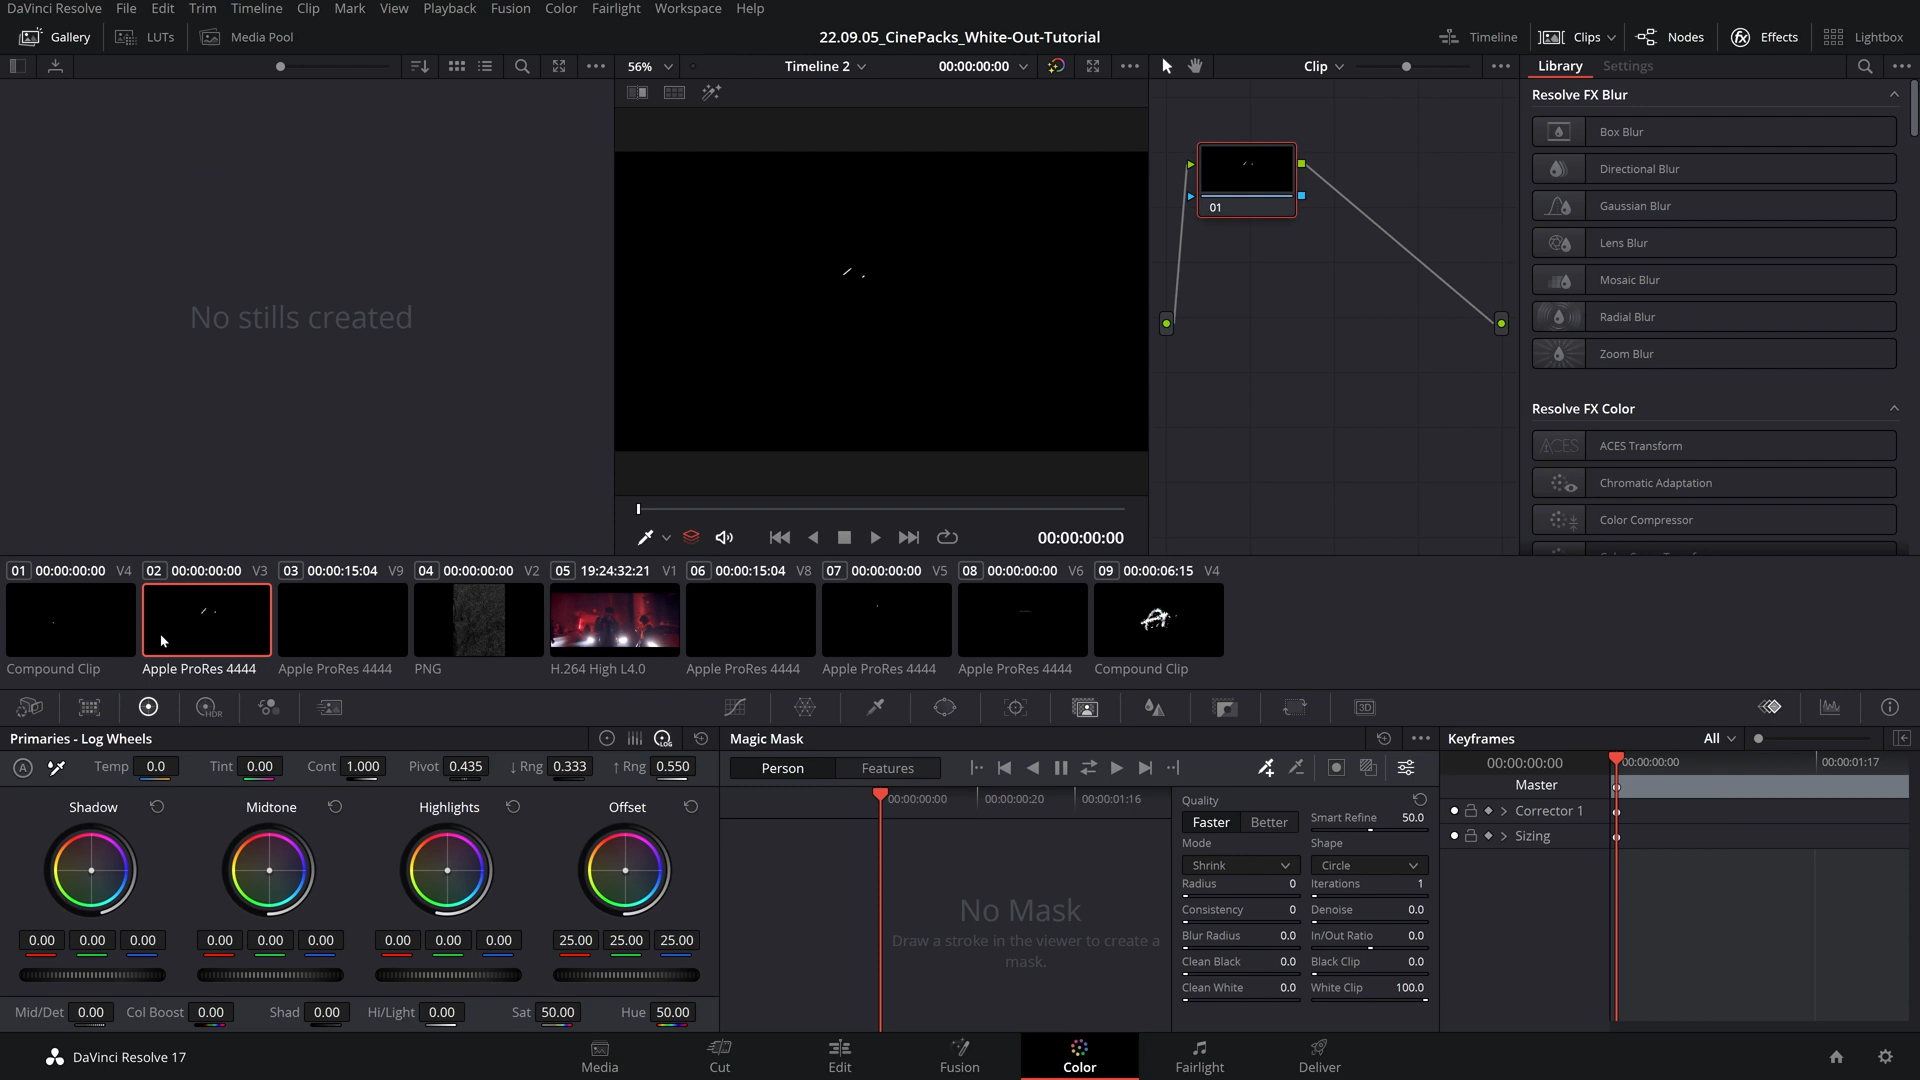 DaVinci Resolve File Edit Trim Timeline Clip Mark View Playback Fusion Color Fairlight Workspace Help
Gallery LUTs Media Pool 22.09.05_CinePacks_White-Out-Tutorial Timeline Clips Nodes Effects Lightbox
56% Timeline 2 00:00:00:00 Clip Library Settings
Resolve FX Blur
Box Blur
Directional Blur
Gaussian Blur
Lens Blur
Mosaic Blur
Radial Blur
Zoom Blur
Resolve FX Color
ACES Transform
Chromatic Adaptation
Color Compressor
No stills created
01
00:00:00:00
01 00:00:00:00 V4 02 00:00:00:00 V3 03 00:00:15:04 V9 04 00:00:00:00 V2 05 19:24:32:21 V1 06 00:00:15:04 V8 07 00:00:00:00 V5 08 00:00:00:00 V6 09 00:00:06:15 V4
Compound Clip Apple ProRes 4444 Apple ProRes 4444 PNG H.264 High L4.0 Apple ProRes 4444 Apple ProRes 4444 Apple ProRes 4444 Compound Clip
HDR 3D
Primaries - Log Wheels LOG Magic Mask Keyframes All
A Temp 0.0 Tint 0.00 Cont 1.000 Pivot 0.435 ↓ Rng 0.333 ↑ Rng 0.550
Shadow Midtone Highlights Offset
0.00 0.00 0.00 0.00 0.00 0.00 0.00 0.00 0.00 25.00 25.00 25.00
Mid/Det 0.00 Col Boost 0.00 Shad 0.00 Hi/Light 0.00 Sat 50.00 Hue 50.00
Person Features
00:00:00:00 00:00:00:20 00:00:01:16
No Mask
Draw a stroke in the viewer to create a
mask.
Quality
Faster Better Smart Refine 50.0
Mode Shape
Shrink Circle
Radius 0 Iterations 1
Consistency 0 Denoise 0.0
Blur Radius 0.0 In/Out Ratio 0.0
Clean Black 0.0 Black Clip 0.0
Clean White 0.0 White Clip 100.0
00:00:00:00 00:00:00:00 00:00:01:17
Master
Corrector 1
Sizing
DaVinci Resolve 17 Media Cut Edit Fusion Color Fairlight Deliver